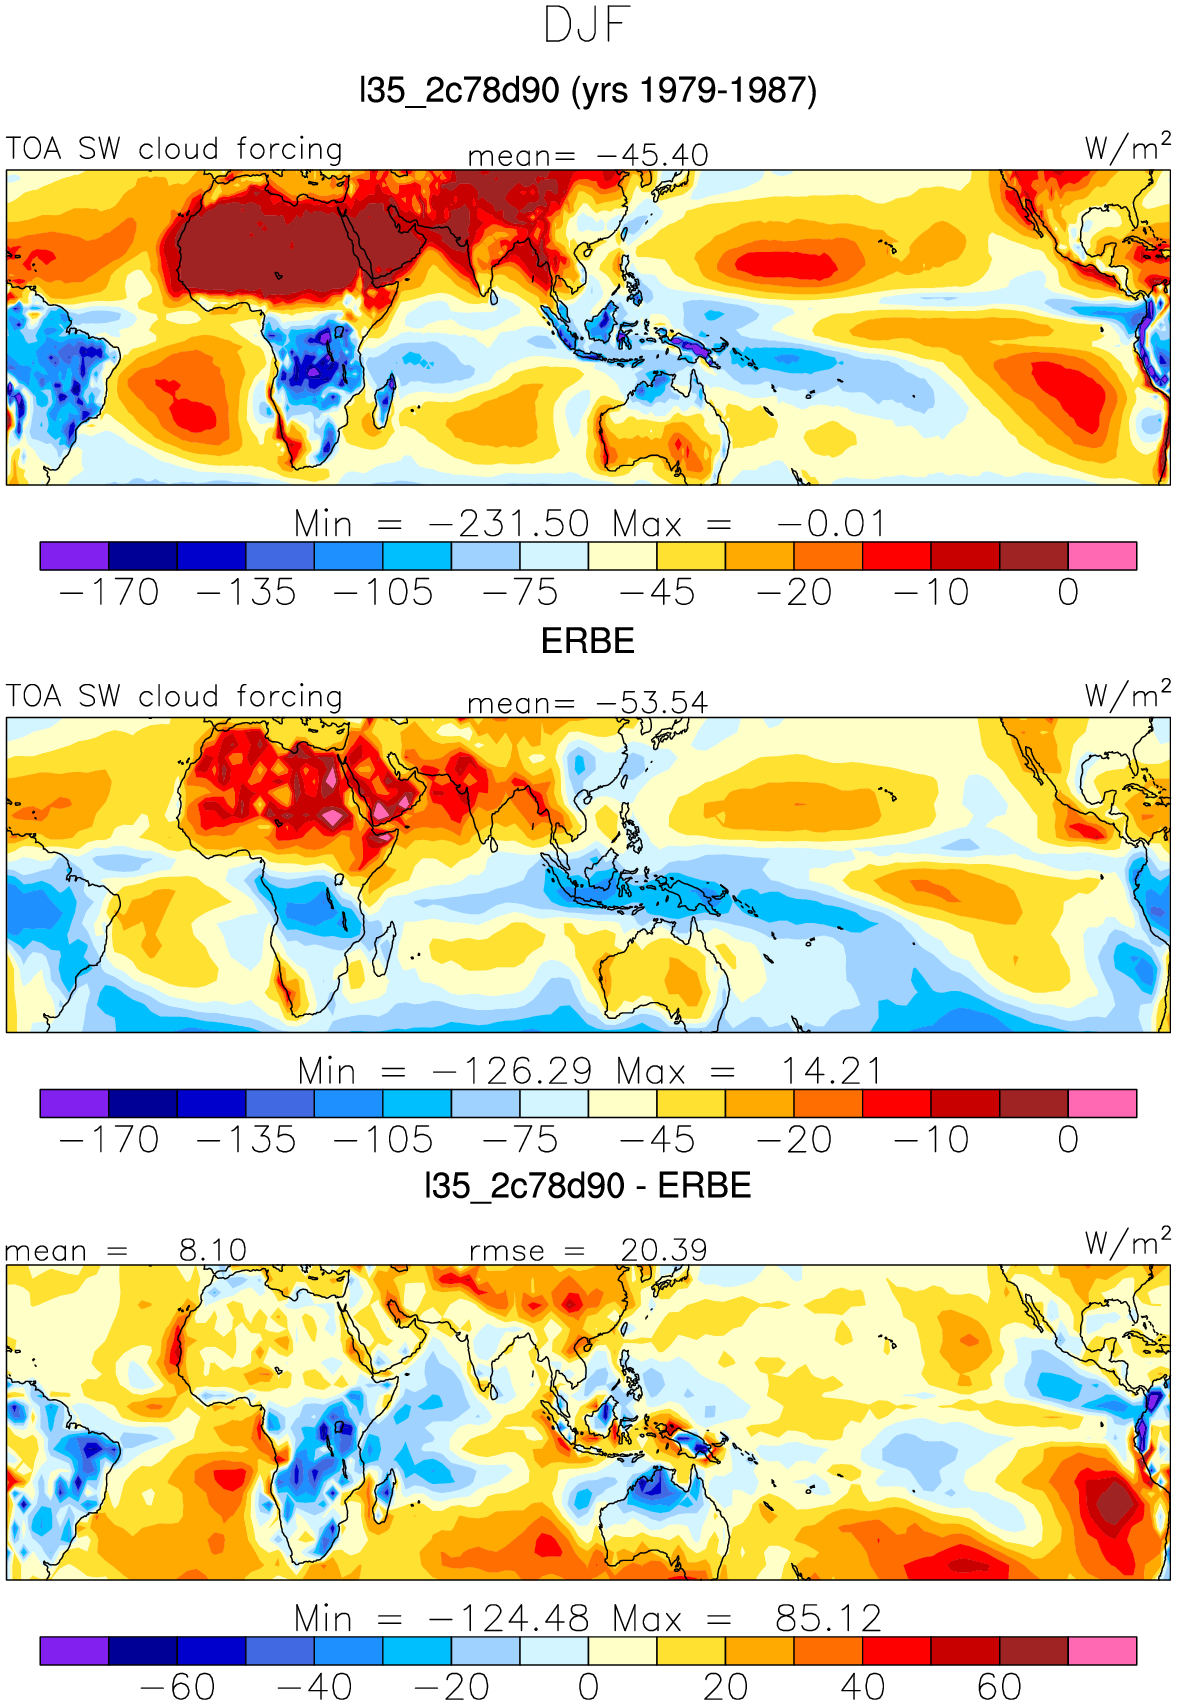 DJF
l35_2c78d90 (yrs 1979-1987)
TOA SW cloud forcing mean= -45.40 W/m2
Min = -231.50 Max = -0.01
-170 -135 -105 -75 -45 -20 -10 0
ERBE
TOA SW cloud forcing mean= -53.54 W/m2
Min = -126.29 Max = 14.21
-170 -135 -105 -75 -45 -20 -10 0
l35_2c78d90 - ERBE
mean = 8.10 rmse = 20.39 W/m2
Min = -124.48 Max = 85.12
-60 -40 -20 0 20 40 60